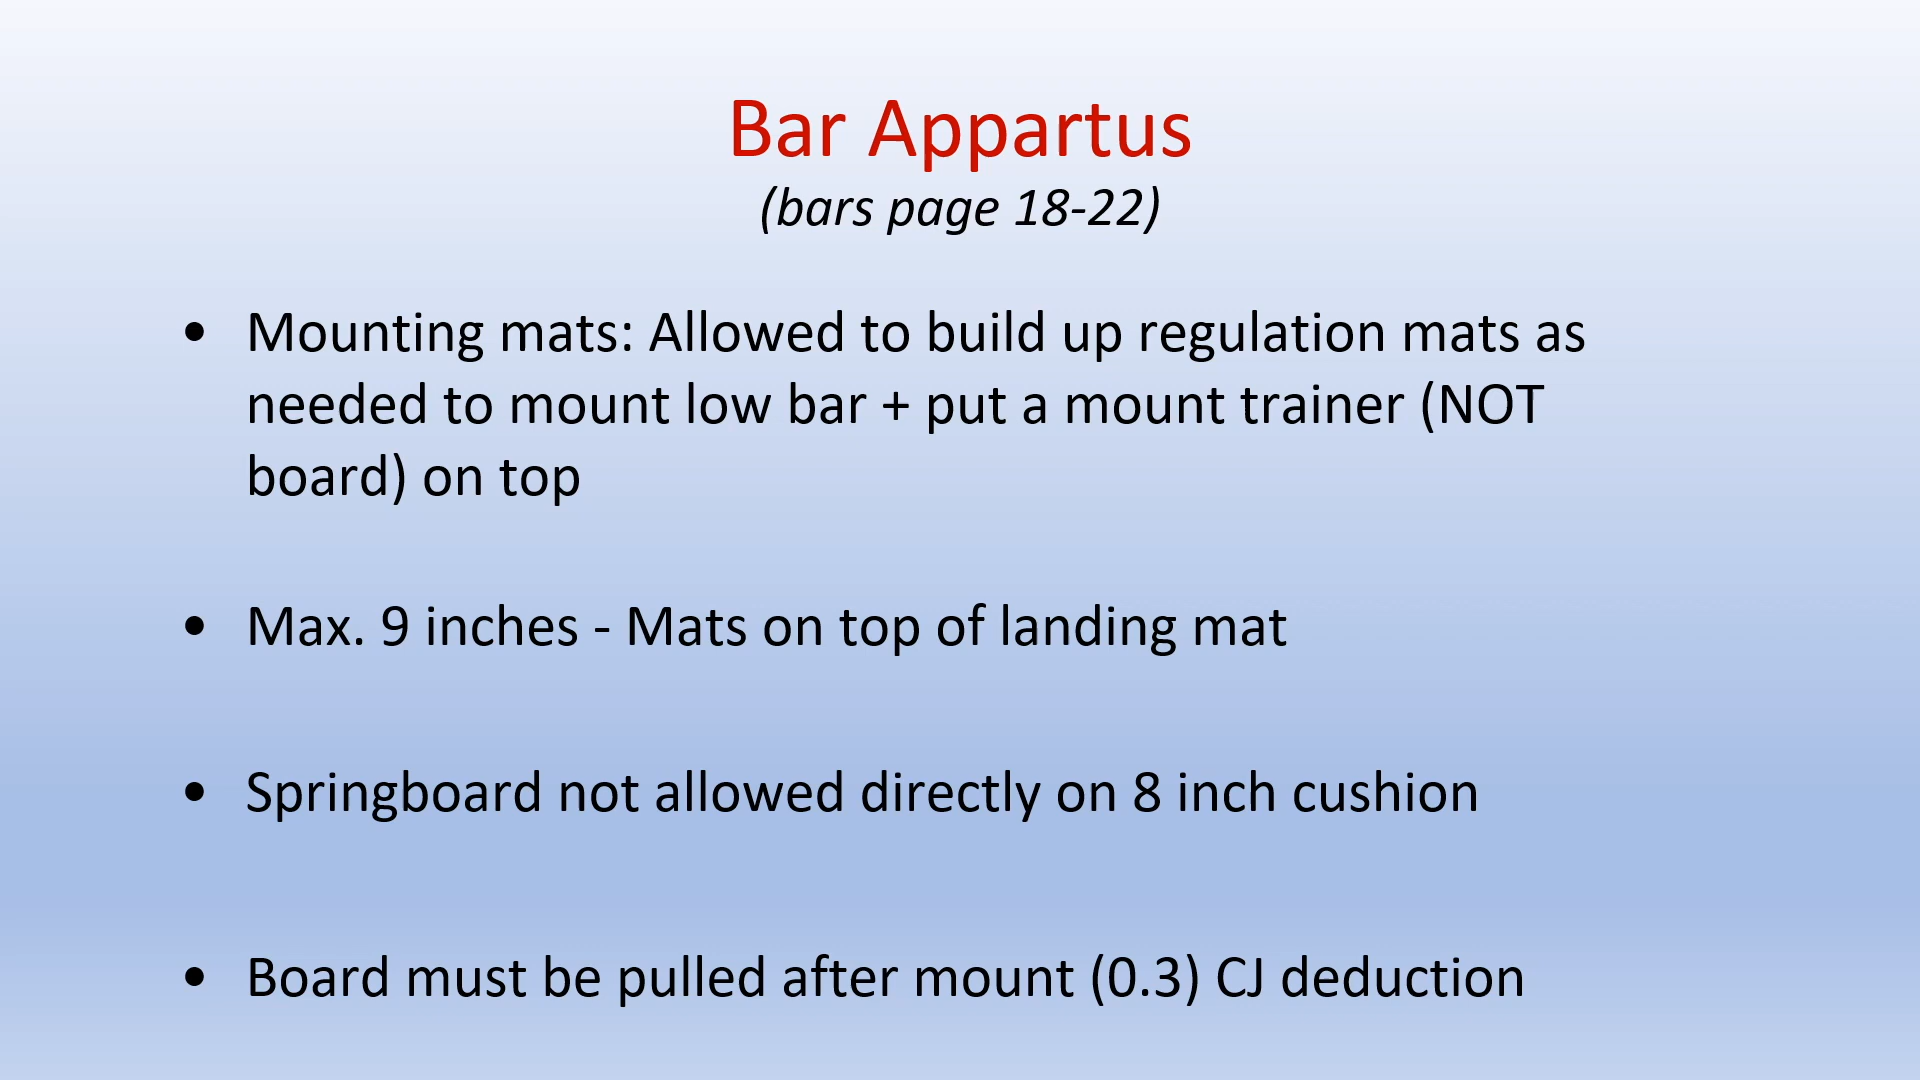 Bar Appartus
(bars page 18-22)
• Mounting mats: Allowed to build up regulation mats as
needed to mount low bar + put a mount trainer (NOT
board) on top
• Max. 9 inches - Mats on top of landing mat
• Springboard not allowed directly on 8 inch cushion
• Board must be pulled after mount (0.3) CJ deduction